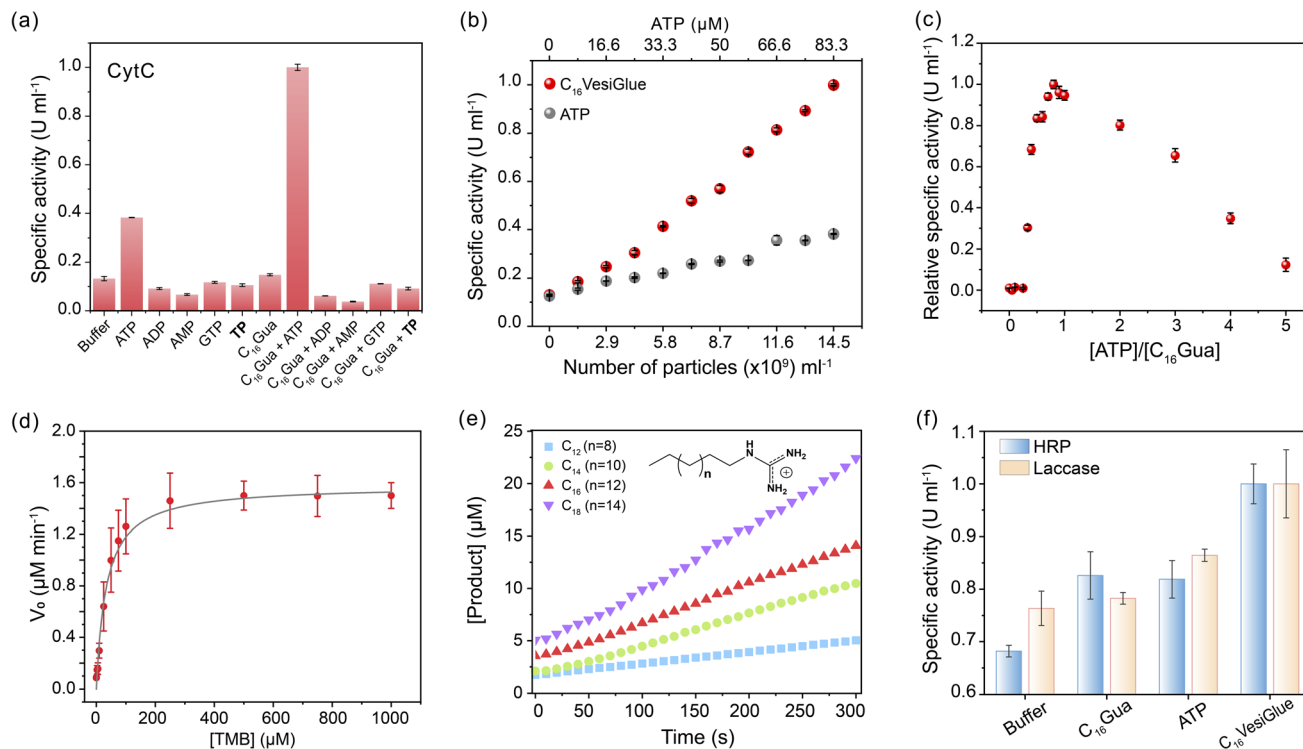 (a)
CytC
Specific activity (U ml⁻¹)
1.0
0.8
0.6
0.4
0.2
0.0
Buffer
ATP
ADP
AMP
GTP
TP
C₁₆Gua
C₁₆Gua + ATP
C₁₆Gua + ADP
C₁₆Gua + AMP
C₁₆Gua + GTP
C₁₆Gua + TP
(b)
ATP (μM)
0 16.6 33.3 50 66.6 83.3
C₁₆VesiGlue
ATP
Specific activity (U ml⁻¹)
1.0
0.8
0.6
0.4
0.2
0.0
0 2.9 5.8 8.7 11.6 14.5
Number of particles (x10⁹) ml⁻¹
(c)
Relative specific activity (U ml⁻¹)
1.2
1.0
0.8
0.6
0.4
0.2
0.0
0 1 2 3 4 5
[ATP]/[C₁₆Gua]
(d)
V₀ (μM min⁻¹)
2.0
1.6
1.2
0.8
0.4
0.0
0 200 400 600 800 1000
[TMB] (μM)
(e)
[Product] (μM)
25
20
15
10
5
0
C₁₂ (n=8)
C₁₄ (n=10)
C₁₆ (n=12)
C₁₈ (n=14)
n
H
N
NH₂
+
NH₂
0 50 100 150 200 250 300
Time (s)
(f)
HRP
Laccase
Specific activity (U ml⁻¹)
1.1
1.0
0.9
0.8
0.7
0.6
Buffer
C₁₆Gua
ATP
C₁₆VesiGlue